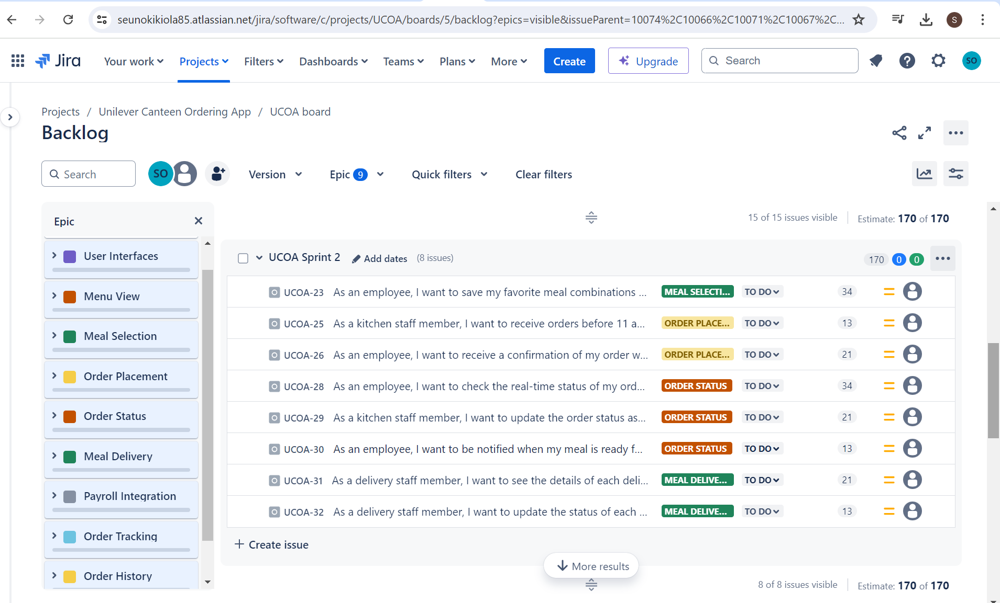 seunokikiola85.atlassian.net/jira/software/c/projects/UCOA/boards/5/backlog?epics=visible&issueParent=10074%2C10066%2C10071%2C10067%2C... S
Jira Your work Projects Filters Dashboards Teams Plans More Create Upgrade Search SO
Projects / Unilever Canteen Ordering App / UCOA board
Backlog
Search SO Version Epic 9 Quick filters Clear filters
Epic
User Interfaces
Menu View
Meal Selection
Order Placement
Order Status
Meal Delivery
Payroll Integration
Order Tracking
Order History
15 of 15 issues visible Estimate: 170 of 170
UCOA Sprint 2 Add dates (8 issues) 170 0 0
UCOA-23 As an employee, I want to save my favorite meal combinations ... MEAL SELECTI... TO DO 34
UCOA-25 As a kitchen staff member, I want to receive orders before 11 a... ORDER PLACE... TO DO 13
UCOA-26 As an employee, I want to receive a confirmation of my order w... ORDER PLACE... TO DO 21
UCOA-28 As an employee, I want to check the real-time status of my ord... ORDER STATUS TO DO 34
UCOA-29 As a kitchen staff member, I want to update the order status as... ORDER STATUS TO DO 21
UCOA-30 As an employee, I want to be notified when my meal is ready f... ORDER STATUS TO DO 13
UCOA-31 As a delivery staff member, I want to see the details of each deli... MEAL DELIVE... TO DO 21
UCOA-32 As a delivery staff member, I want to update the status of each ... MEAL DELIVE... TO DO 13
+ Create issue
More results
8 of 8 issues visible Estimate: 170 of 170